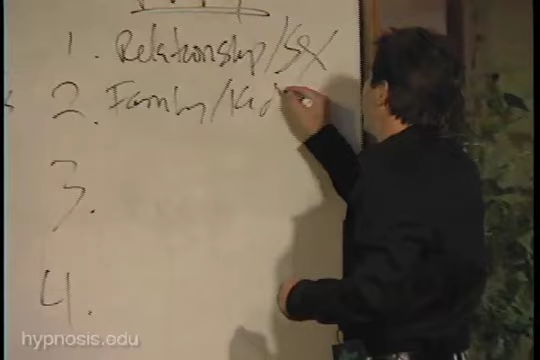 1. Relationship/Sex
2. Family/Kid
3.
4.
hypnosis.edu